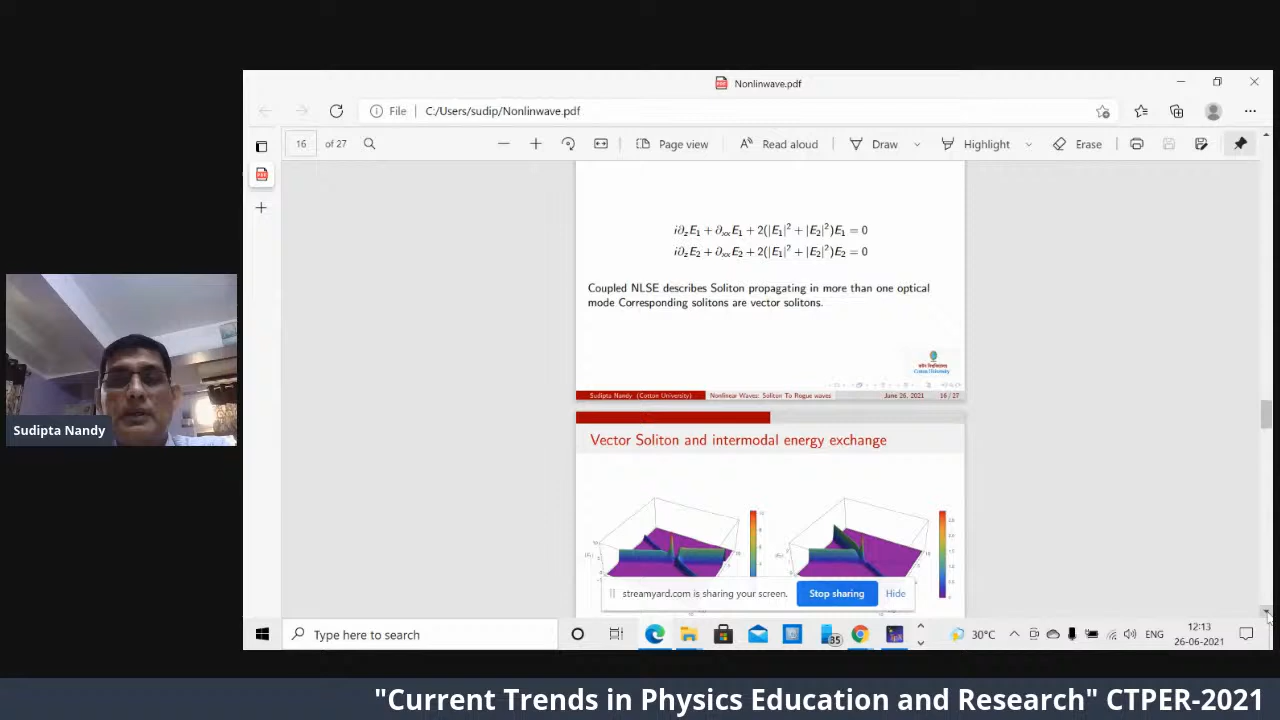 Nonlinwave.pdf
File
C:/Users/sudip/Nonlinwave.pdf
16 of 27
Page view
Read aloud
Draw
Highlight
Erase
i∂zE1 + ∂xxE1 + 2(|E1|² + |E2|²)E1 = 0
i∂zE2 + ∂xxE2 + 2(|E1|² + |E2|²)E2 = 0
Coupled NLSE describes Soliton propagating in more than one optical
mode Corresponding solitons are vector solitons.
Cotton University
Sudipta Nandy (Cotton University) Nonlinear Waves: Soliton To Rogue waves June 26, 2021 16 / 27
Vector Soliton and intermodal energy exchange
streamyard.com is sharing your screen.
Stop sharing
Hide
Sudipta Nandy
Type here to search
35
30°C
ENG
12:13
26-06-2021
"Current Trends in Physics Education and Research" CTPER-2021